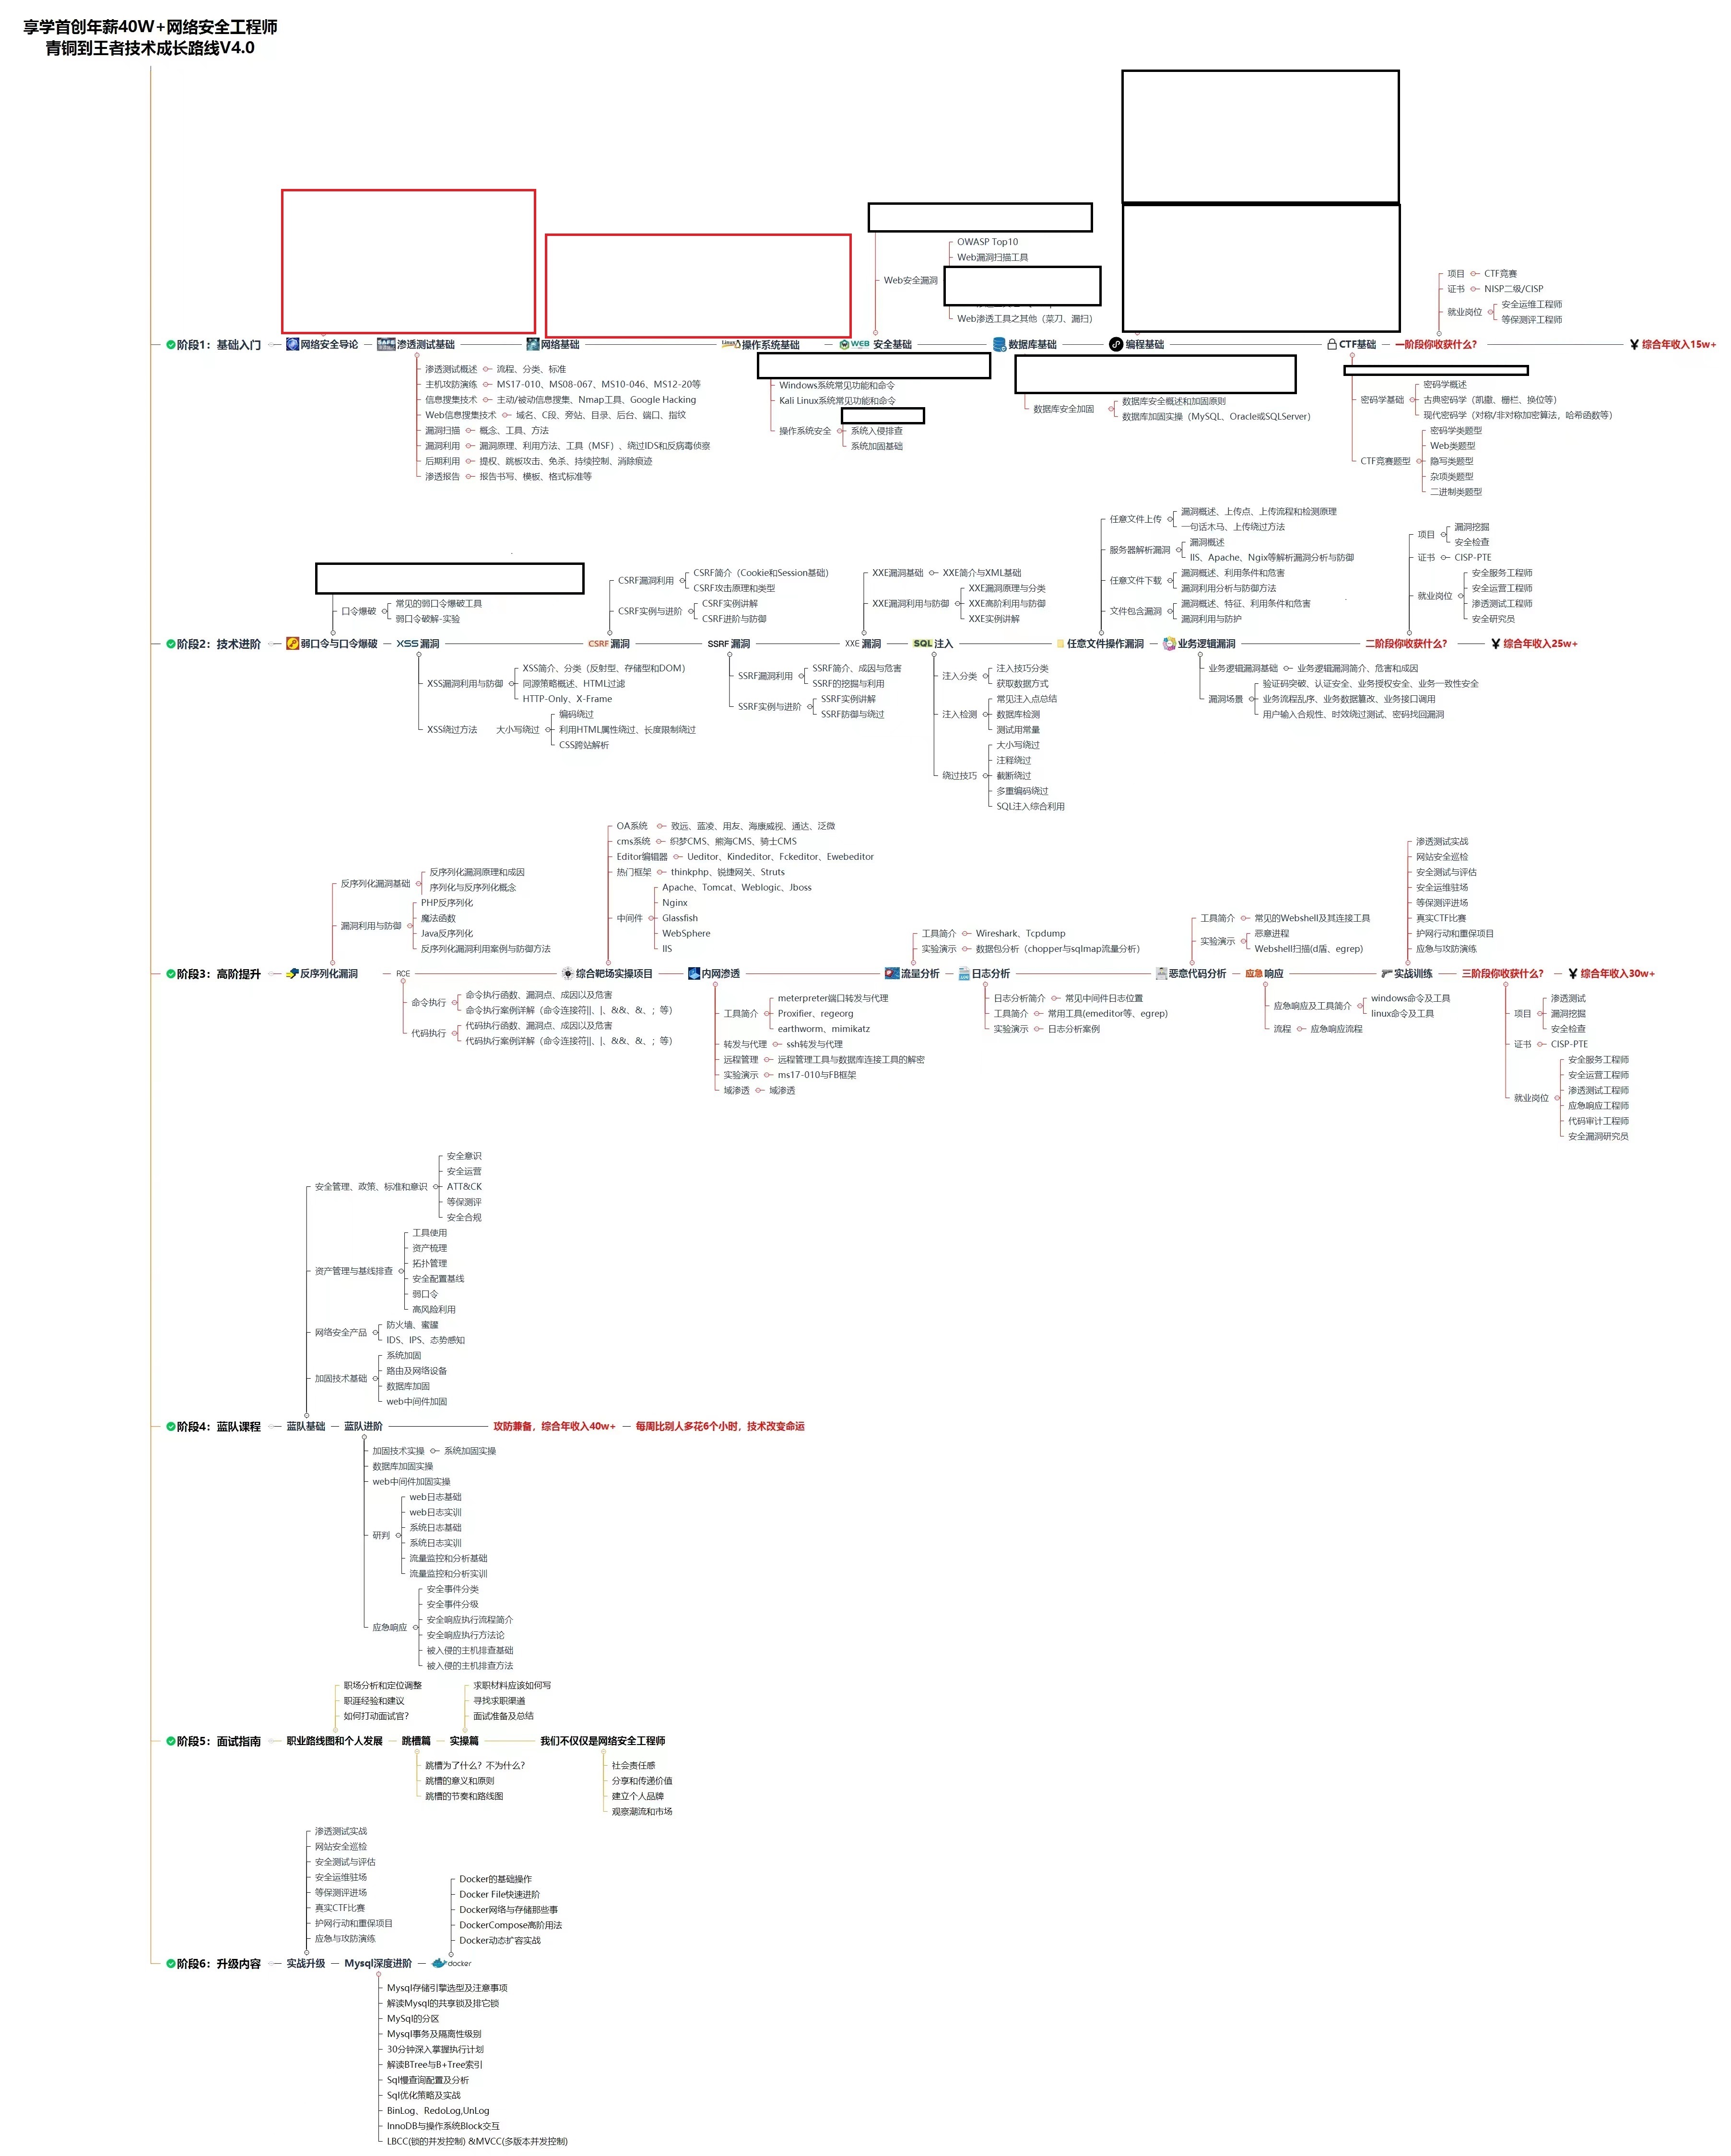 享学首创年薪40W+网络安全工程师
青铜到王者技术成长路线V4.0
阶段1：基础入门
网络安全导论
渗透测试基础
渗透测试概述
流程、分类、标准
主机攻防演练
MS17-010、MS08-067、MS10-046、MS12-20等
信息搜集技术
主动/被动信息搜集、Nmap工具、Google Hacking
Web信息搜集技术
域名、C段、旁站、目录、后台、端口、指纹
漏洞扫描
概念、工具、方法
漏洞利用
漏洞原理、利用方法、工具（MSF）、绕过IDS和反病毒侦察
后期利用
提权、跳板攻击、免杀、持续控制、消除痕迹
渗透报告
报告书写、模板、格式标准等
网络基础
Linux
操作系统基础
Windows系统常见功能和命令
Kali Linux系统常见功能和命令
操作系统安全
系统入侵排查
系统加固基础
WEB 安全基础
Web安全漏洞
OWASP Top10
Web漏洞扫描工具
Web渗透工具之其他（菜刀、漏扫）
数据库基础
数据库安全加固
数据库安全概述和加固原则
数据库加固实操（MySQL、Oracle或SQLServer）
编程基础
CTF基础
密码学基础
密码学概述
古典密码学（凯撒、栅栏、换位等）
现代密码学（对称/非对称加密算法，哈希函数等）
CTF竞赛题型
密码学类题型
Web类题型
隐写类题型
杂项类题型
二进制类题型
一阶段你收获什么？
项目
CTF竞赛
证书
NISP二级/CISP
就业岗位
安全运维工程师
等保测评工程师
¥ 综合年收入15w+
阶段2：技术进阶
弱口令与口令爆破
口令爆破
常见的弱口令爆破工具
弱口令破解-实验
XSS漏洞
XSS漏洞利用与防御
XSS简介、分类（反射型、存储型和DOM）
同源策略概述、HTML过滤
HTTP-Only、X-Frame
XSS绕过方法
大小写绕过
编码绕过
利用HTML属性绕过、长度限制绕过
CSS跨站解析
CSRF漏洞
CSRF漏洞利用
CSRF简介（Cookie和Session基础）
CSRF攻击原理和类型
CSRF实例与进阶
CSRF实例讲解
CSRF进阶与防御
SSRF漏洞
SSRF漏洞利用
SSRF简介、成因与危害
SSRF的挖掘与利用
SSRF实例与进阶
SSRF实例讲解
SSRF防御与绕过
XXE漏洞
XXE漏洞基础
XXE简介与XML基础
XXE漏洞利用与防御
XXE漏洞原理与分类
XXE高阶利用与防御
XXE实例讲解
SQL注入
注入分类
注入技巧分类
获取数据方式
注入检测
常见注入点总结
数据库检测
测试用常量
绕过技巧
大小写绕过
注释绕过
截断绕过
多重编码绕过
SQL注入综合利用
任意文件操作漏洞
任意文件上传
漏洞概述、上传点、上传流程和检测原理
一句话木马、上传绕过方法
服务器解析漏洞
漏洞概述
IIS、Apache、Ngix等解析漏洞分析与防御
任意文件下载
漏洞概述、利用条件和危害
漏洞利用分析与防御方法
文件包含漏洞
漏洞概述、特征、利用条件和危害
漏洞利用与防护
业务逻辑漏洞
业务逻辑漏洞基础
业务逻辑漏洞简介、危害和成因
漏洞场景
验证码突破、认证安全、业务授权安全、业务一致性安全
业务流程乱序、业务数据篡改、业务接口调用
用户输入合规性、时效绕过测试、密码找回漏洞
二阶段你收获什么？
项目
漏洞挖掘
安全检查
证书
CISP-PTE
就业岗位
安全服务工程师
安全运营工程师
渗透测试工程师
安全研究员
¥ 综合年收入25w+
阶段3：高阶提升
反序列化漏洞
反序列化漏洞基础
反序列化漏洞原理和成因
序列化与反序列化概念
漏洞利用与防御
PHP反序列化
魔法函数
Java反序列化
反序列化漏洞利用案例与防御方法
RCE
命令执行
命令执行函数、漏洞点、成因以及危害
命令执行案例详解（命令连接符||、|、&&、&、；等）
代码执行
代码执行函数、漏洞点、成因以及危害
代码执行案例详解（命令连接符||、|、&&、&、；等）
综合靶场实操项目
OA系统
致远、蓝凌、用友、海康威视、通达、泛微
cms系统
织梦CMS、熊海CMS、骑士CMS
Editor编辑器
Ueditor、Kindeditor、Fckeditor、Ewebeditor
热门框架
thinkphp、锐捷网关、Struts
中间件
Apache、Tomcat、Weblogic、Jboss
Nginx
Glassfish
WebSphere
IIS
内网渗透
工具简介
meterpreter端口转发与代理
Proxifier、regeorg
earthworm、mimikatz
转发与代理
ssh转发与代理
远程管理
远程管理工具与数据库连接工具的解密
实验演示
ms17-010与FB框架
域渗透
域渗透
流量分析
工具简介
Wireshark、Tcpdump
实验演示
数据包分析（chopper与sqlmap流量分析）
日志分析
日志分析简介
常见中间件日志位置
工具简介
常用工具(emeditor等、egrep)
实验演示
日志分析案例
恶意代码分析
工具简介
常见的Webshell及其连接工具
实验演示
恶意进程
Webshell扫描(d盾、egrep)
应急响应
应急响应及工具简介
windows命令及工具
linux命令及工具
流程
应急响应流程
实战训练
渗透测试实战
网站安全巡检
安全测试与评估
安全运维驻场
等保测评进场
真实CTF比赛
护网行动和重保项目
应急与攻防演练
三阶段你收获什么？
项目
渗透测试
漏洞挖掘
安全检查
证书
CISP-PTE
就业岗位
安全服务工程师
安全运营工程师
渗透测试工程师
应急响应工程师
代码审计工程师
安全漏洞研究员
¥ 综合年收入30w+
阶段4：蓝队课程
蓝队基础
安全管理、政策、标准和意识
安全意识
安全运营
ATT&CK
等保测评
安全合规
资产管理与基线排查
工具使用
资产梳理
拓扑管理
安全配置基线
弱口令
高风险利用
网络安全产品
防火墙、蜜罐
IDS、IPS、态势感知
加固技术基础
系统加固
路由及网络设备
数据库加固
web中间件加固
蓝队进阶
加固技术实操
系统加固实操
数据库加固实操
web中间件加固实操
研判
web日志基础
web日志实训
系统日志基础
系统日志实训
流量监控和分析基础
流量监控和分析实训
应急响应
安全事件分类
安全事件分级
安全响应执行流程简介
安全响应执行方法论
被入侵的主机排查基础
被入侵的主机排查方法
攻防兼备，综合年收入40w+
每周比别人多花6个小时，技术改变命运
阶段5：面试指南
职业路线图和个人发展
职场分析和定位调整
职涯经验和建议
如何打动面试官？
跳槽篇
跳槽为了什么？不为什么？
跳槽的意义和原则
跳槽的节奏和路线图
实操篇
求职材料应该如何写
寻找求职渠道
面试准备及总结
我们不仅仅是网络安全工程师
社会责任感
分享和传递价值
建立个人品牌
观察潮流和市场
阶段6：升级内容
实战升级
渗透测试实战
网站安全巡检
安全测试与评估
安全运维驻场
等保测评进场
真实CTF比赛
护网行动和重保项目
应急与攻防演练
Mysql深度进阶
Mysql存储引擎选型及注意事项
解读Mysql的共享锁及排它锁
MySql的分区
Mysql事务及隔离性级别
30分钟深入掌握执行计划
解读BTree与B+Tree索引
Sql慢查询配置及分析
Sql优化策略及实战
BinLog、RedoLog,UnLog
InnoDB与操作系统Block交互
LBCC(锁的并发控制) &MVCC(多版本并发控制)
docker
Docker的基础操作
Docker File快速进阶
Docker网络与存储那些事
DockerCompose高阶用法
Docker动态扩容实战